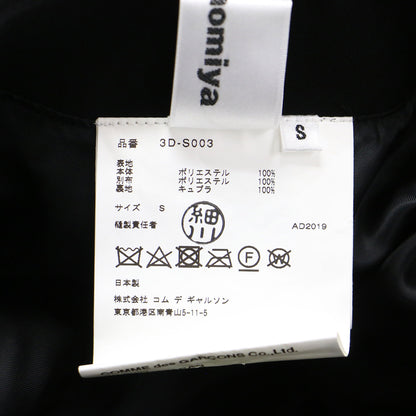 nomiya
S
品番 3D-S003
表地
本体 ポリエステル 100%
別布 ポリエステル 100%
裏地 キュプラ 100%
サイズ S
縫製責任者 細川 AD2019
F
日本製
株式会社 コム デ ギャルソン
東京都港区南青山5-11-5
COMME des GARÇONS Co.,Ltd.